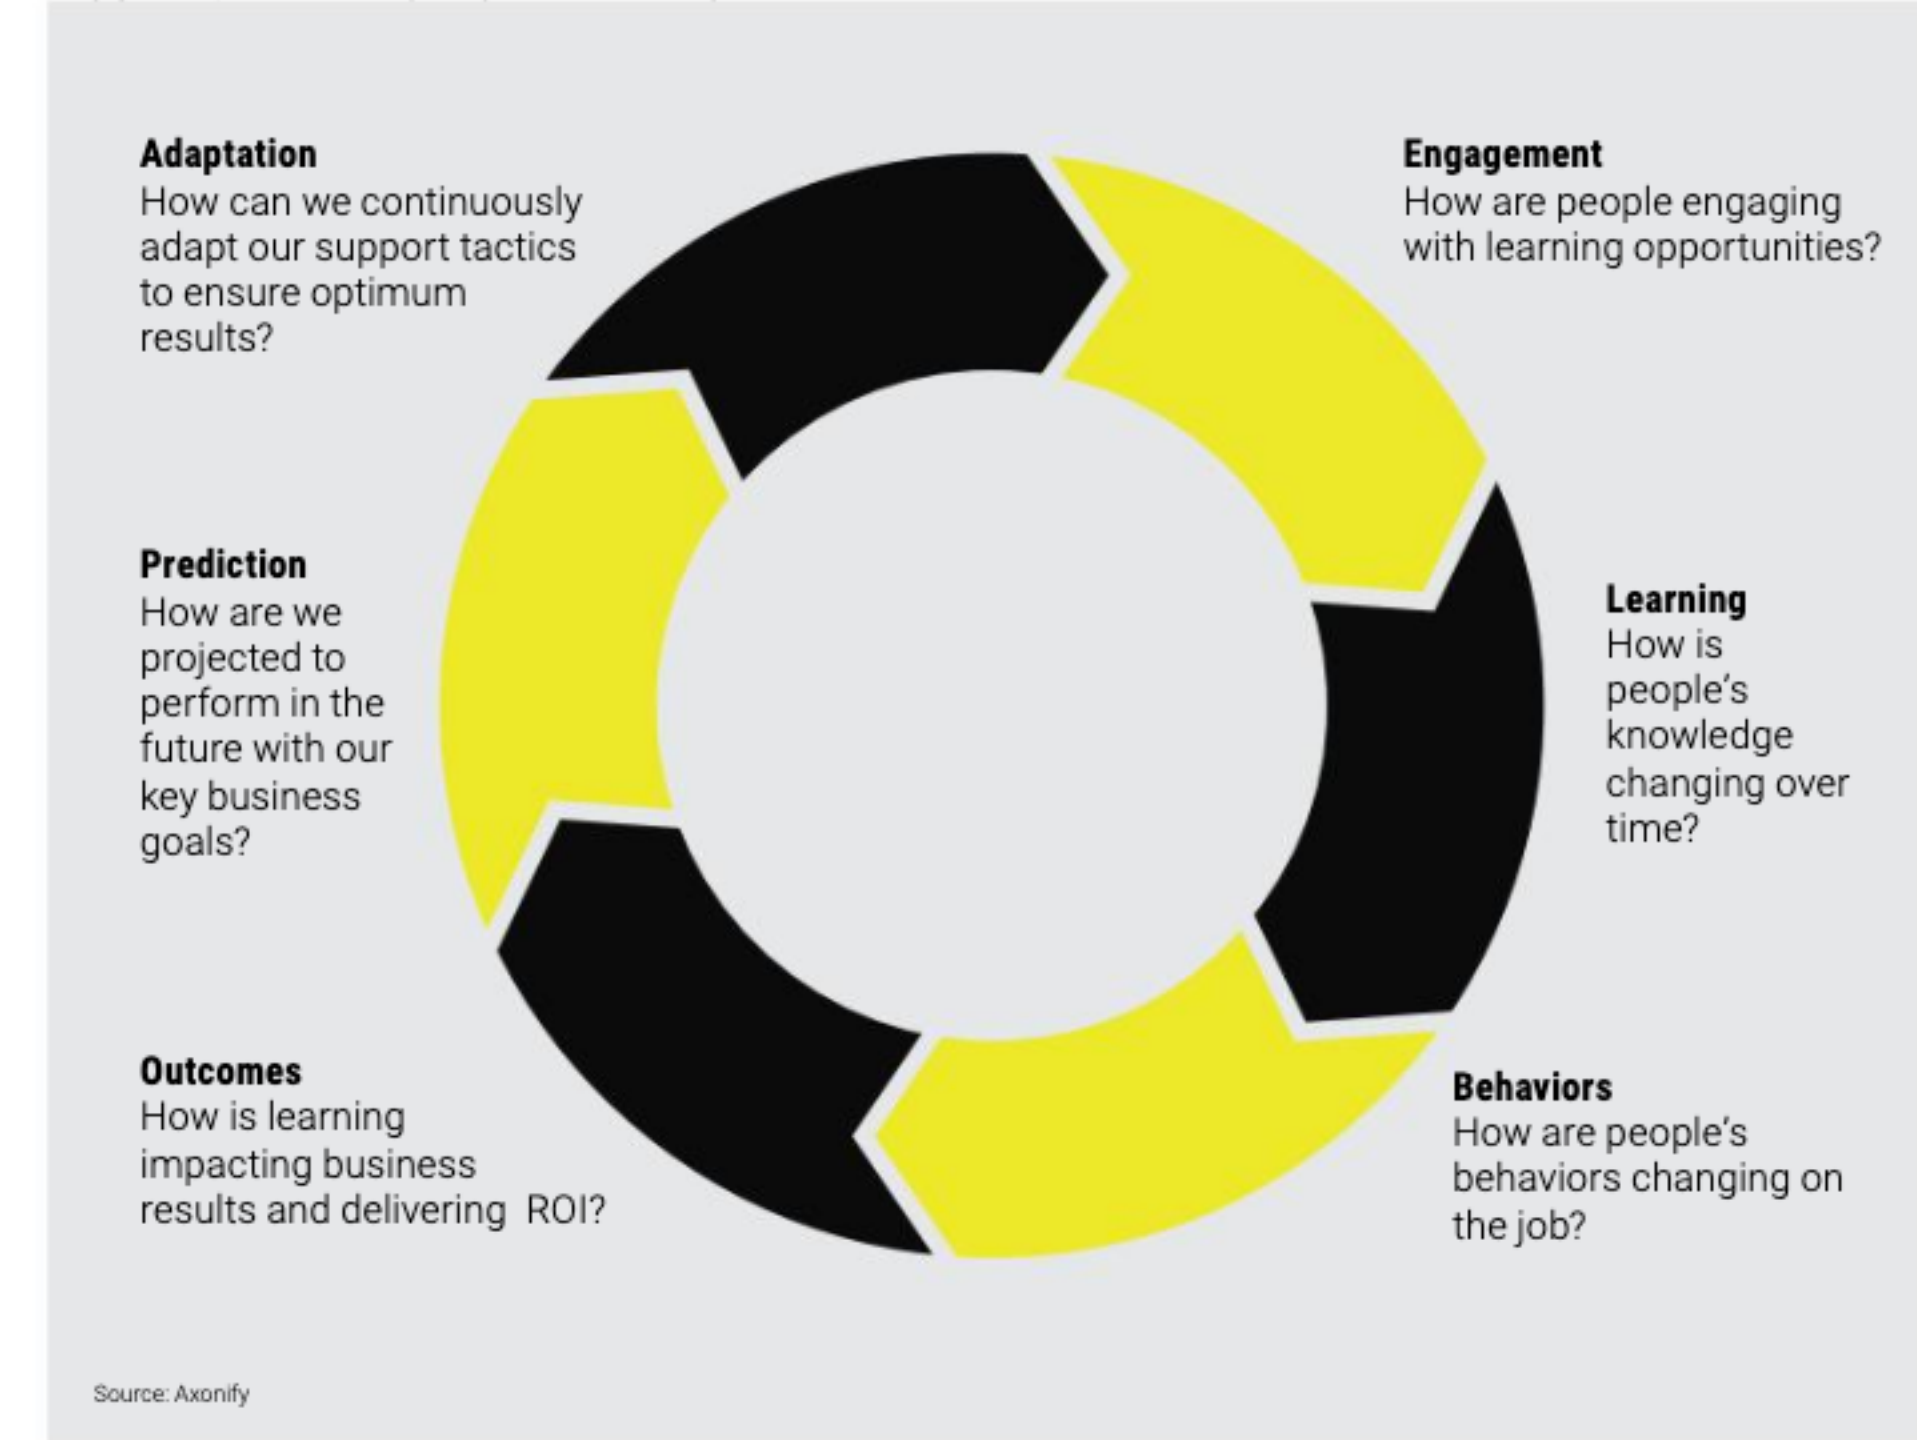 Adaptation
How can we continuously
adapt our support tactics
to ensure optimum
results?
Engagement
How are people engaging
with learning opportunities?
Prediction
How are we
projected to
perform in the
future with our
key business
goals?
Learning
How is
people's
knowledge
changing over
time?
Outcomes
How is learning
impacting business
results and delivering  ROI?
Behaviors
How are people's
behaviors changing on
the job?
Source: Axonify